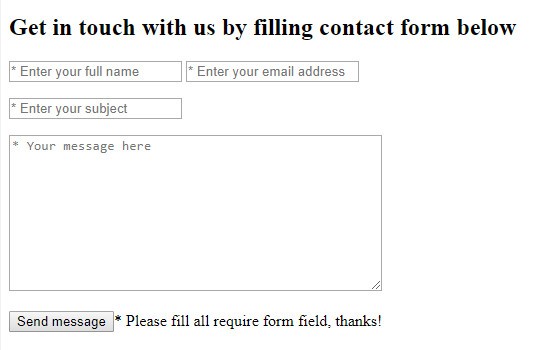 Get in touch with us by filling contact form below
* Enter your full name * Enter your email address
* Enter your subject
* Your message here
Send message* Please fill all require form field, thanks!